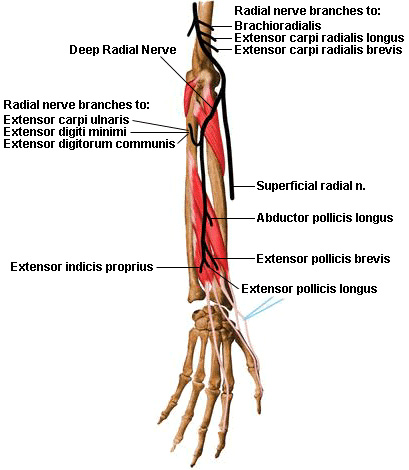 Radial nerve branches to:
Brachioradialis
Extensor carpi radialis longus
Extensor carpi radialis brevis
Deep Radial Nerve
Radial nerve branches to:
Extensor carpi ulnaris
Extensor digiti minimi
Extensor digitorum communis
Superficial radial n.
Abductor pollicis longus
Extensor pollicis brevis
Extensor indicis proprius
Extensor pollicis longus